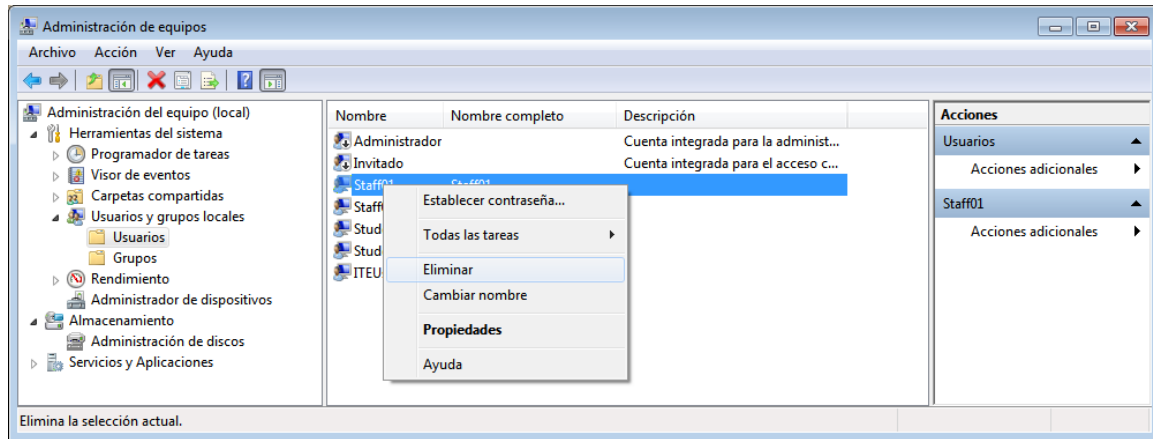 Administración de equipos
Archivo Acción Ver Ayuda
Administración del equipo (local)
Herramientas del sistema
Programador de tareas
Visor de eventos
Carpetas compartidas
Usuarios y grupos locales
Usuarios
Grupos
Rendimiento
Administrador de dispositivos
Almacenamiento
Administración de discos
Servicios y Aplicaciones
Nombre Nombre completo Descripción
Administrador Cuenta integrada para la administ...
Invitado Cuenta integrada para el acceso c...
Staff01 Staff01
Staff
Stud
Stud
ITEU
Establecer contraseña...
Todas las tareas
Eliminar
Cambiar nombre
Propiedades
Ayuda
Acciones
Usuarios
Acciones adicionales
Staff01
Acciones adicionales
Elimina la selección actual.